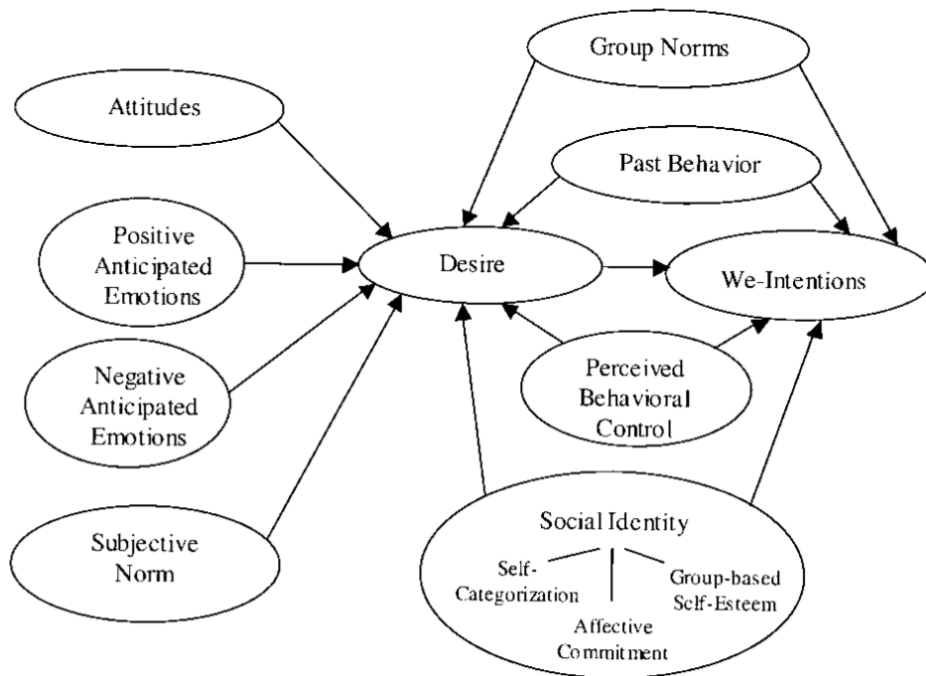 Group Norms
Attitudes
Past Behavior
Positive
Anticipated
Emotions
Desire
We-Intentions
Negative
Anticipated
Emotions
Perceived
Behavioral
Control
Subjective
Norm
Social Identity
Self-
Categorization
Group-based
Self-Esteem
Affective
Commitment